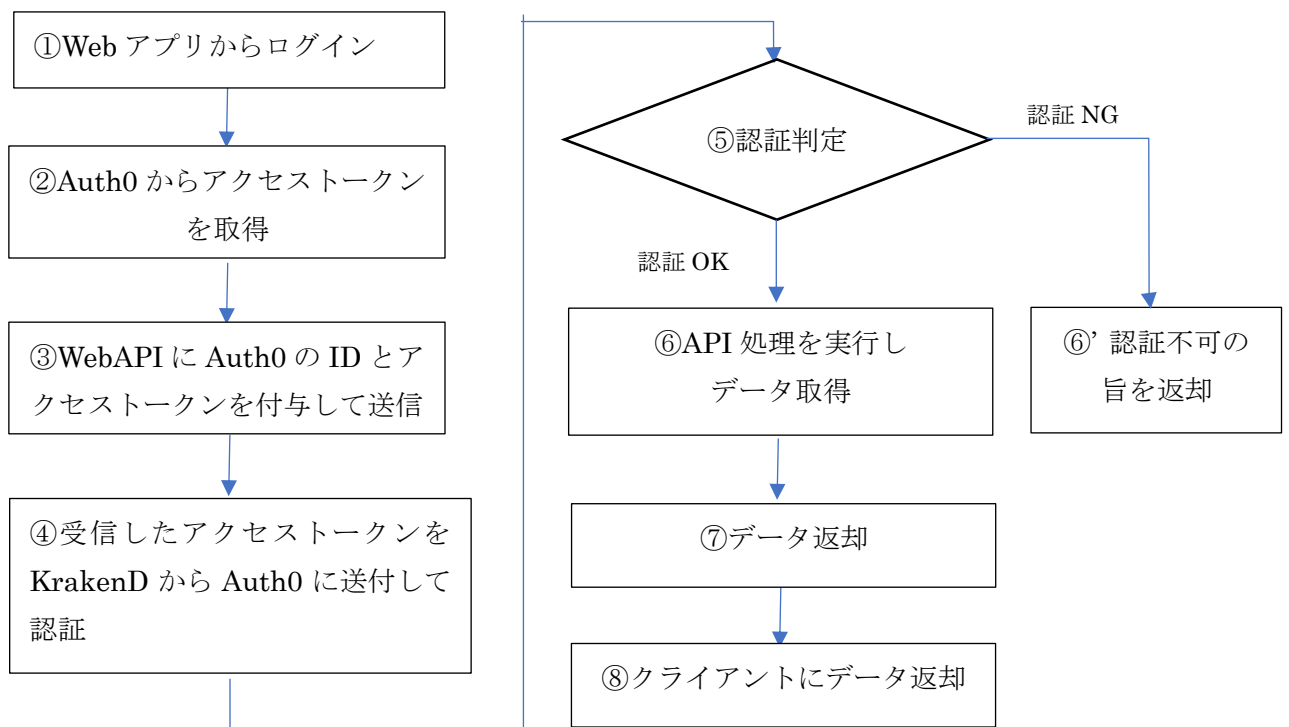 ①Web アプリからログイン
②Auth0 からアクセストークン
を取得
③WebAPI に Auth0 の ID とア
クセストークンを付与して送信
④受信したアクセストークンを
KrakenD から Auth0 に送付して
認証
⑤認証判定
認証 NG
認証 OK
⑥API 処理を実行し
データ取得
⑥’ 認証不可の
旨を返却
⑦データ返却
⑧クライアントにデータ返却